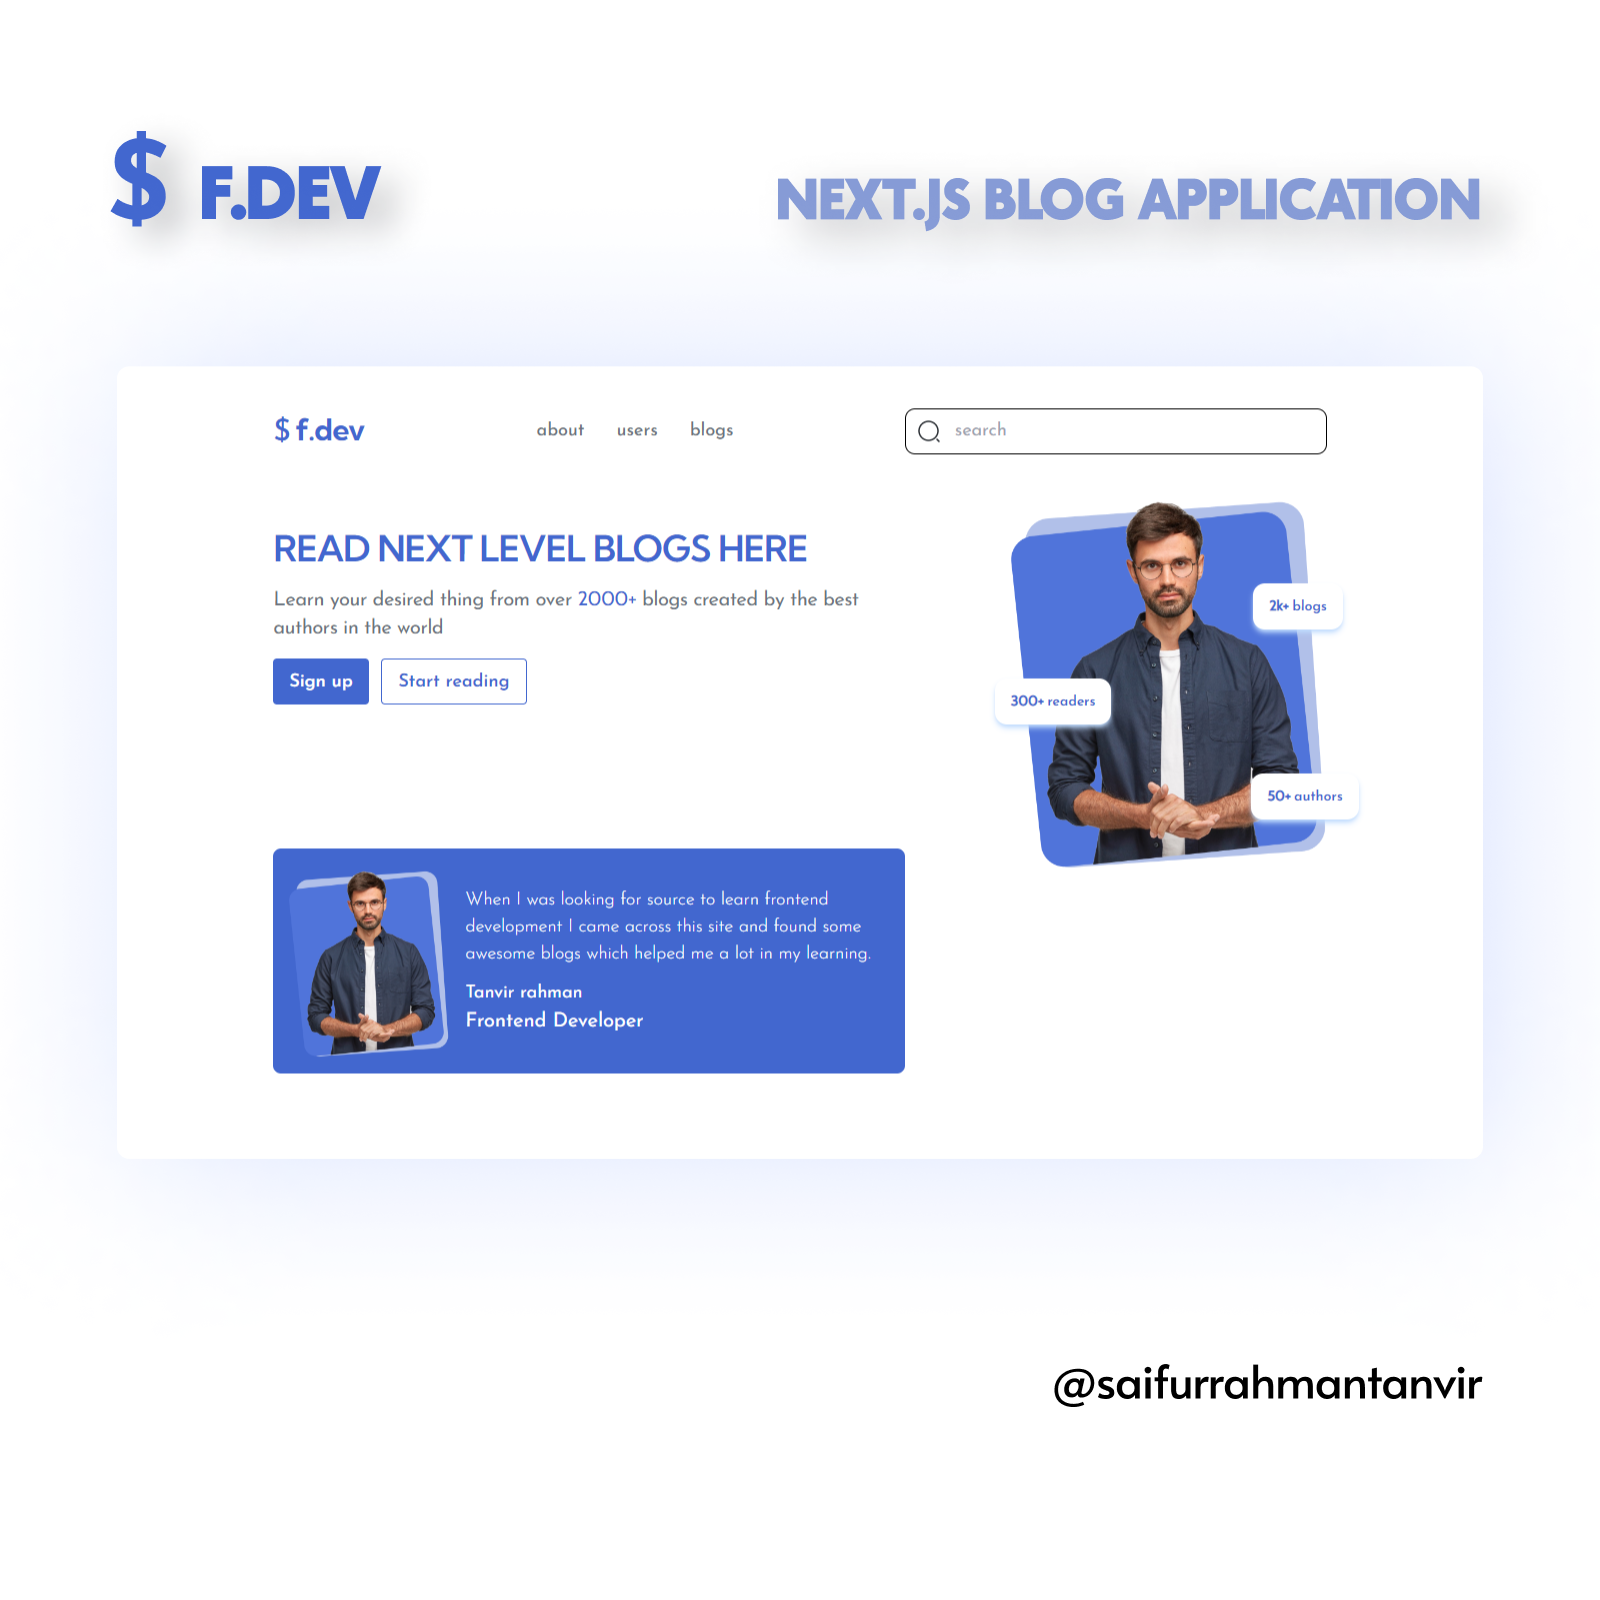 $ F.DEV
NEXT.JS BLOG APPLICATION
$ f.dev
about users blogs
search
READ NEXT LEVEL BLOGS HERE
Learn your desired thing from over 2000+ blogs created by the best
authors in the world
Sign up
Start reading
2k+ blogs
300+ readers
50+ authors
When I was looking for source to learn frontend
development I came across this site and found some
awesome blogs which helped me a lot in my learning.
Tanvir rahman
Frontend Developer
@saifurrahmantanvir